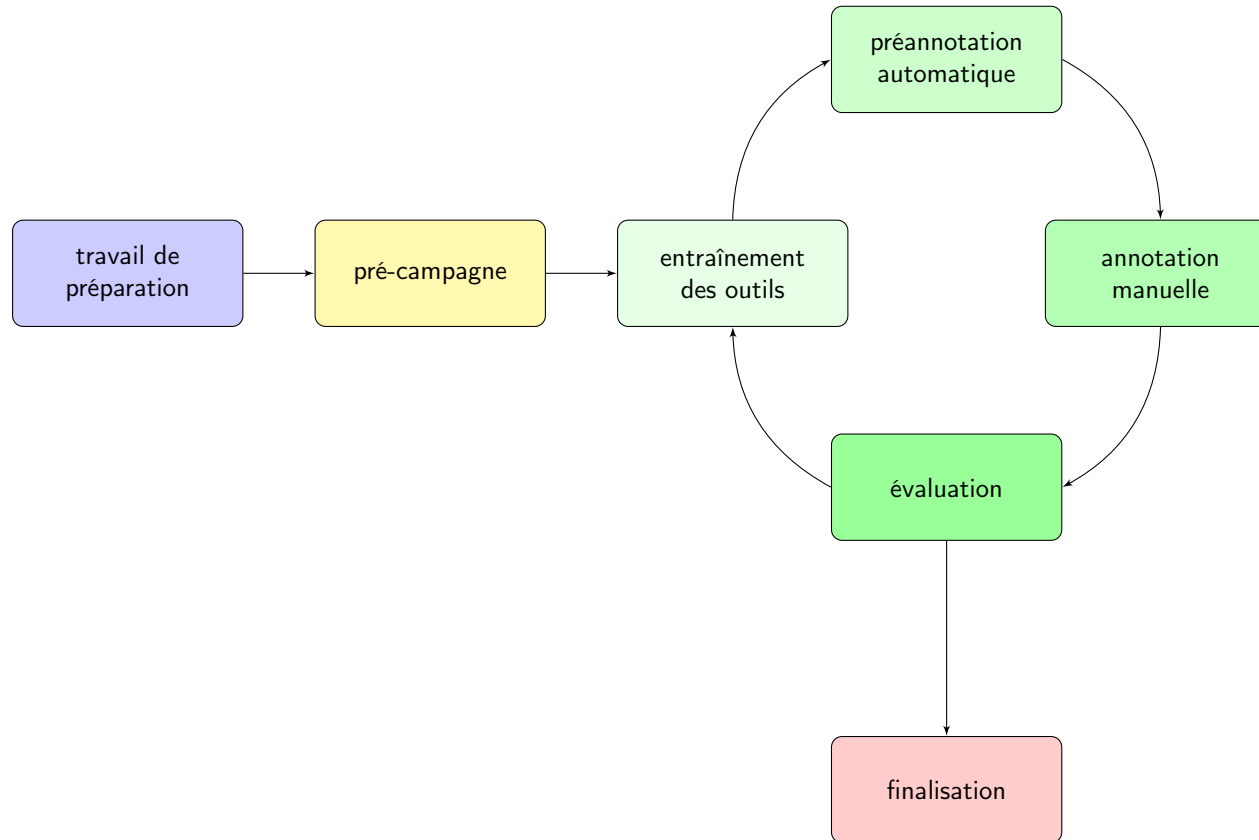 préannotation
automatique
travail de
préparation
pré-campagne
entraînement
des outils
annotation
manuelle
évaluation
finalisation